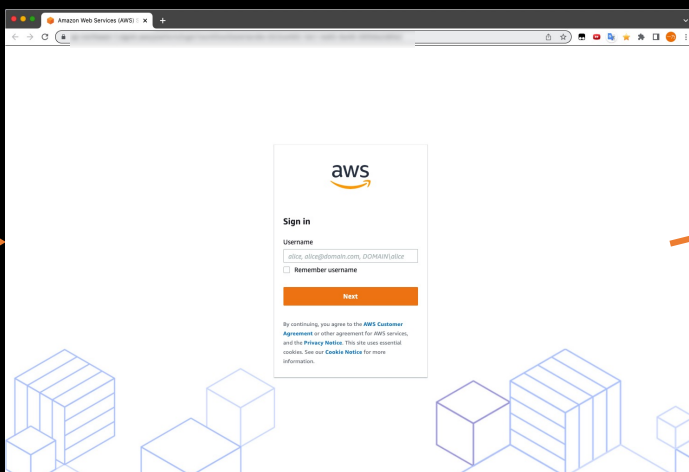 Amazon Web Services (AWS) S
aws
Sign in
Username
alice, alice@domain.com, DOMAIN\alice
Remember username
Next
By continuing, you agree to the AWS Customer
Agreement or other agreement for AWS services,
and the Privacy Notice. This site uses essential
cookies. See our Cookie Notice for more
information.